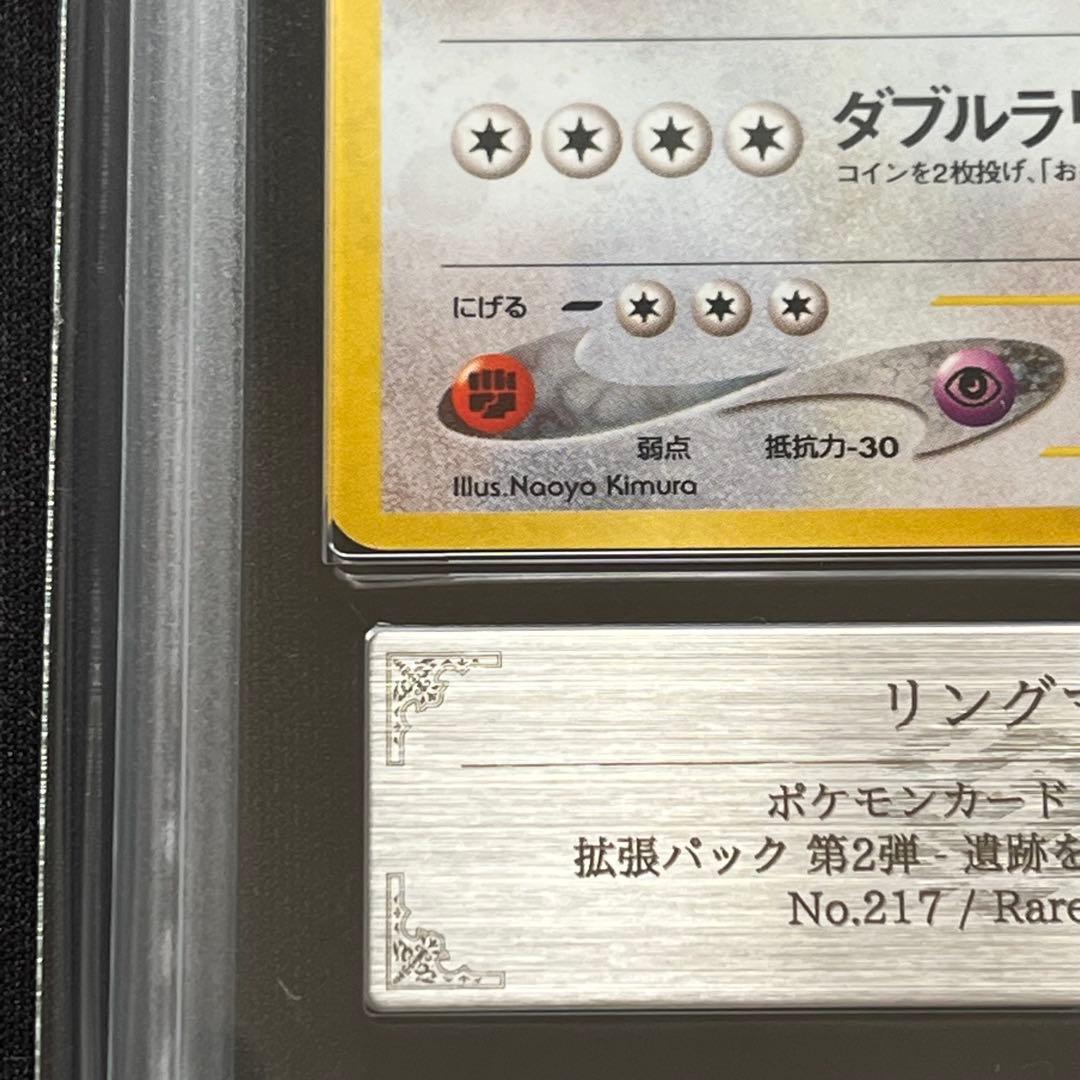 ダブルラリ
コインを2枚投げ、「お
にげる
弱点 抵抗力-30
Illus.Naoyo Kimura
リングマ
ポケモンカード
拡張パック 第2弾 - 遺跡を
No.217 / Rare